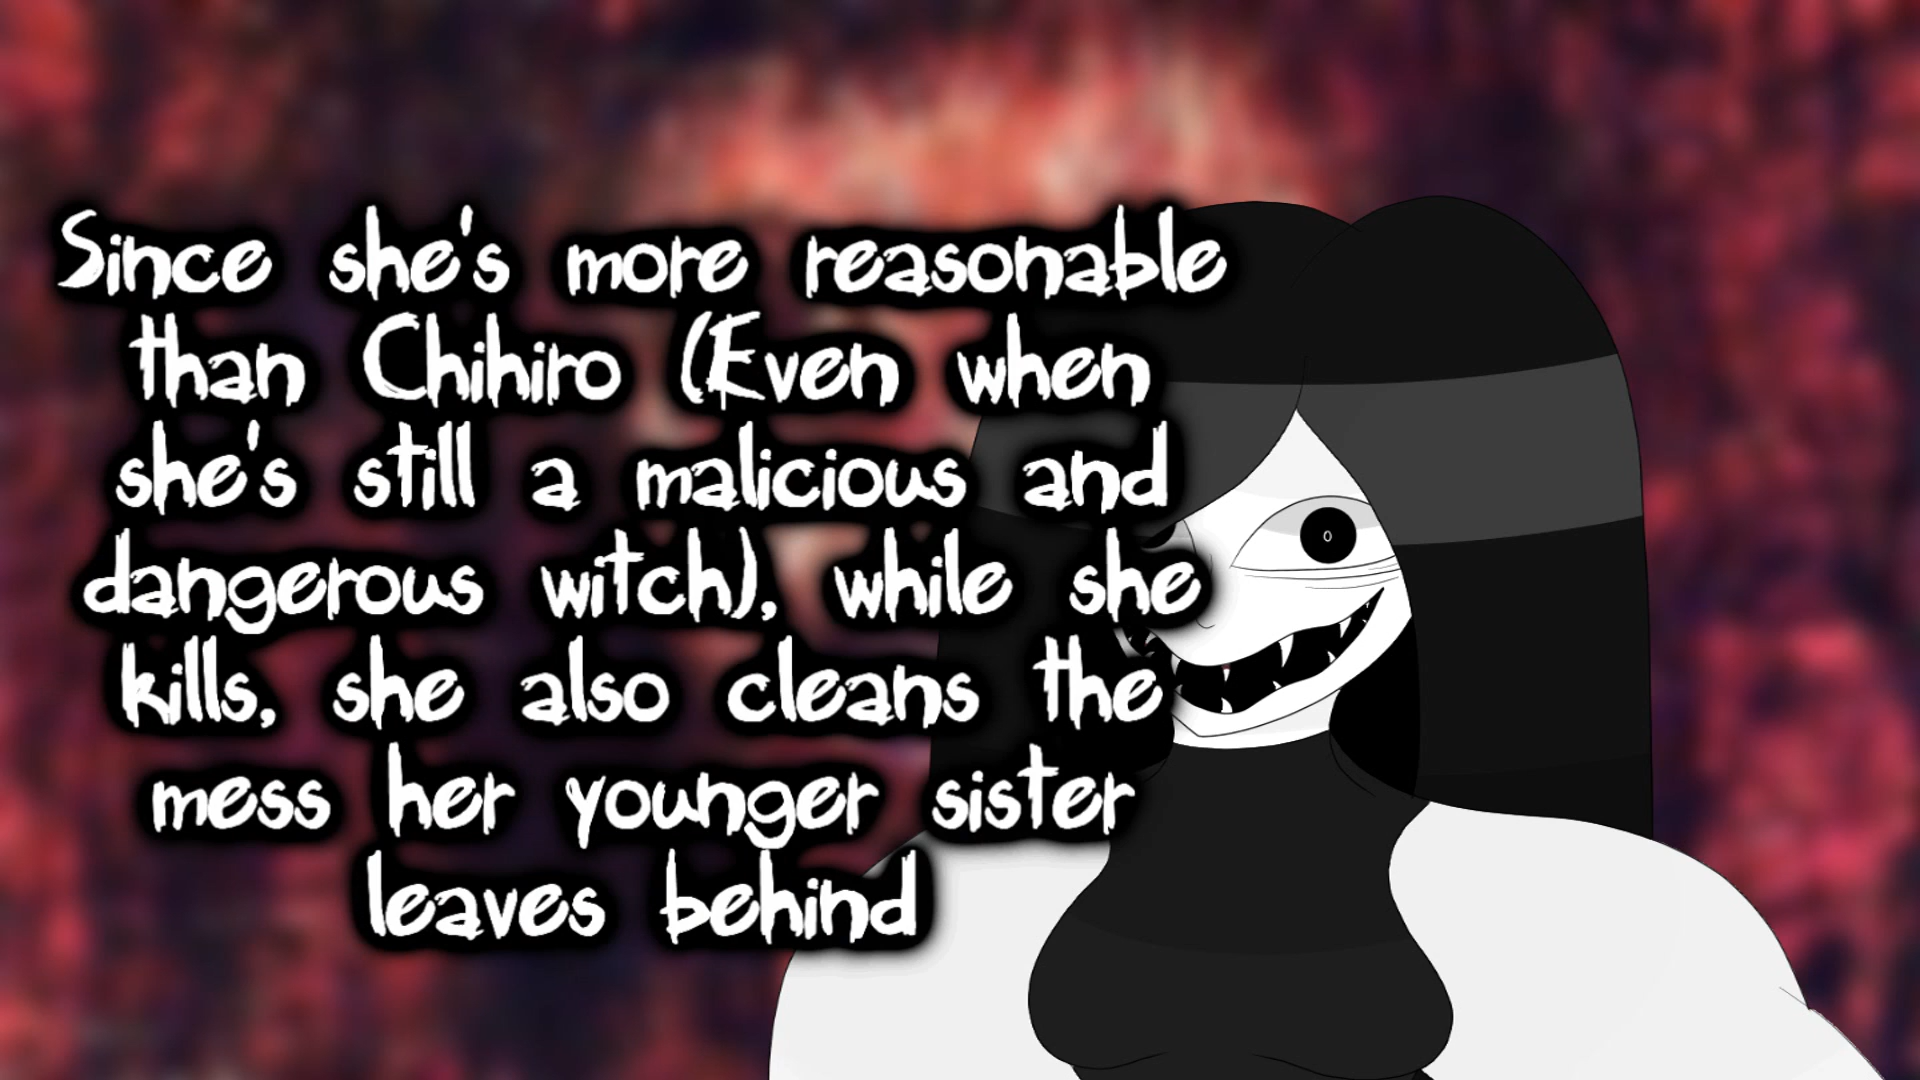 Since she's more reasonable
than Chihiro (Even when
she's still a malicious and
dangerous witch), while she
kills, she also cleans the
mess her younger sister
leaves behind